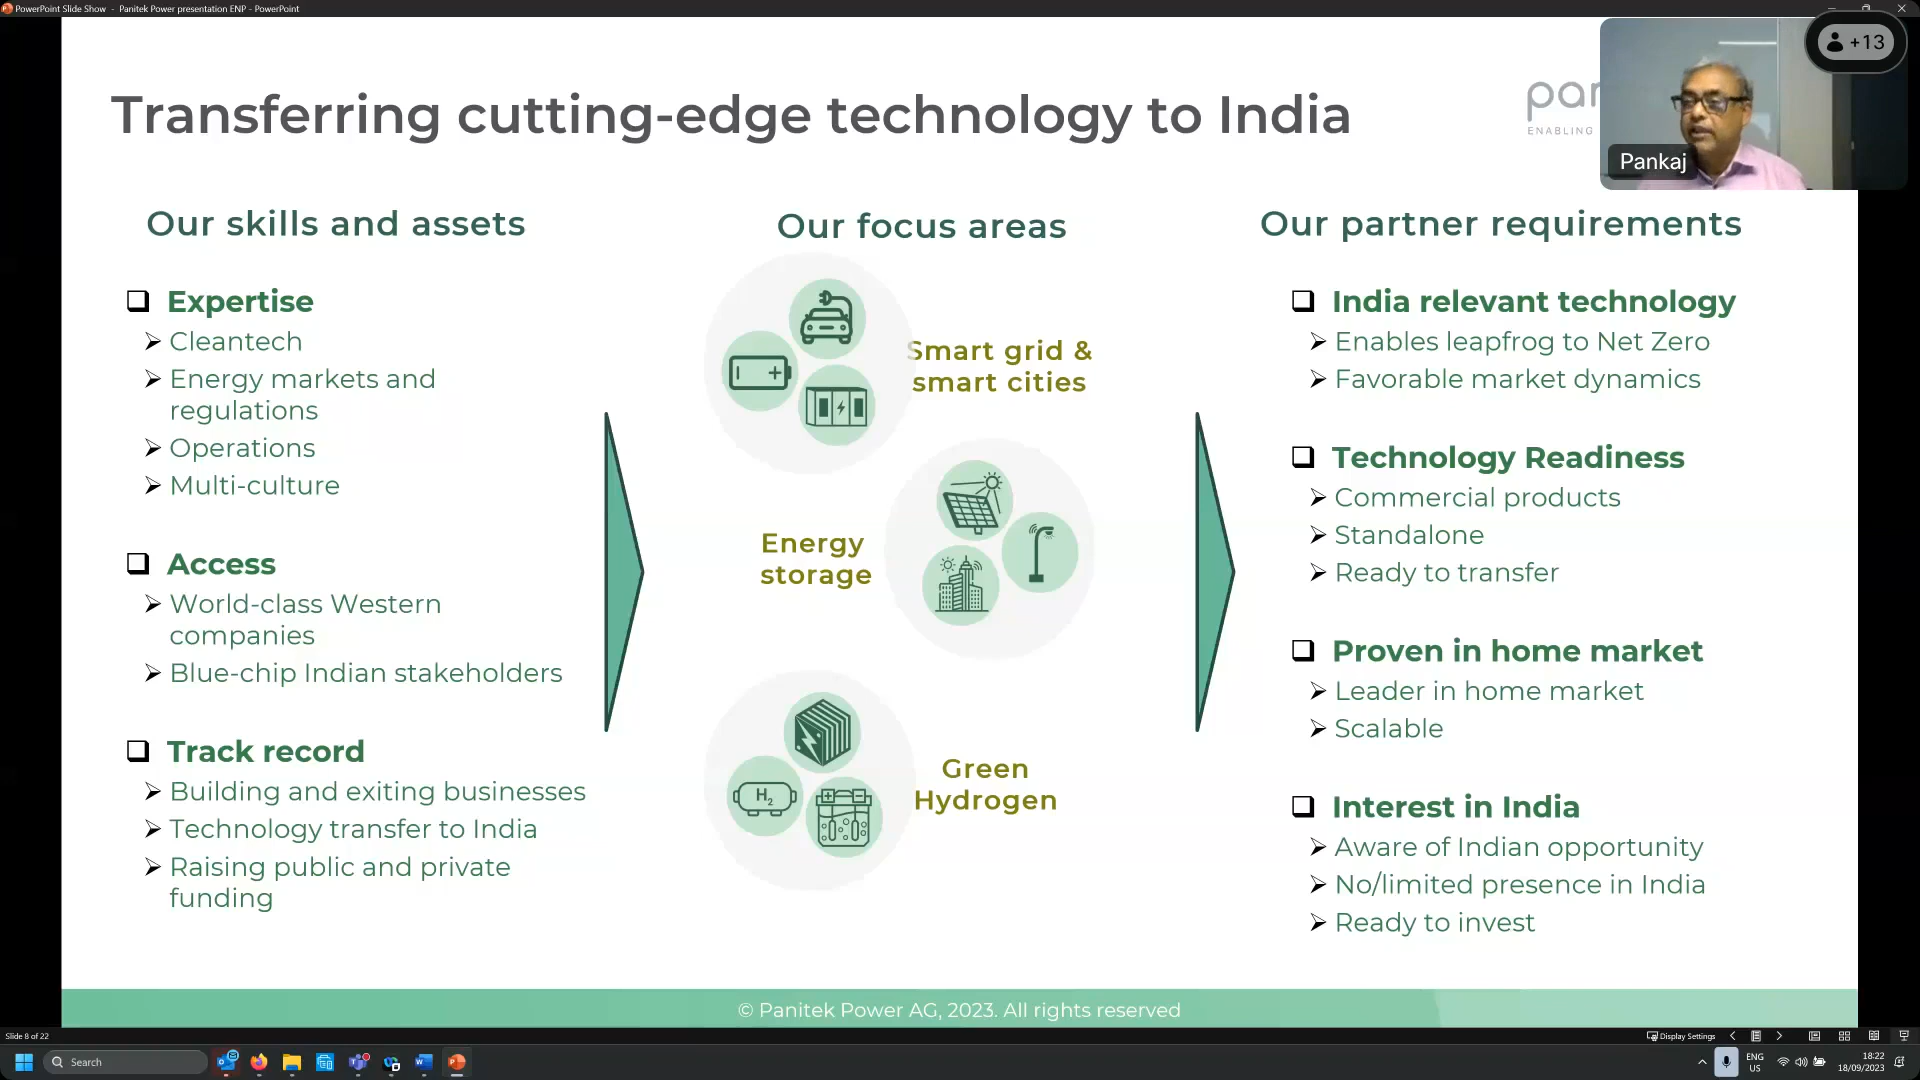 PowerPoint Slide Show - Panitek Power presentation ENP - PowerPoint
+13
Transferring cutting-edge technology to India
pan
ENABLING
Pankaj
Our skills and assets
Expertise
Cleantech
Energy markets and
regulations
Operations
Multi-culture
Access
World-class Western
companies
Blue-chip Indian stakeholders
Track record
Building and exiting businesses
Technology transfer to India
Raising public and private
funding
Our focus areas
Smart grid &
smart cities
Energy
storage
H2
Green
Hydrogen
Our partner requirements
India relevant technology
Enables leapfrog to Net Zero
Favorable market dynamics
Technology Readiness
Commercial products
Standalone
Ready to transfer
Proven in home market
Leader in home market
Scalable
Interest in India
Aware of Indian opportunity
No/limited presence in India
Ready to invest
© Panitek Power AG, 2023. All rights reserved
Slide 8 of 22
Display Settings
Search
ENG
US
18:22
18/09/2023